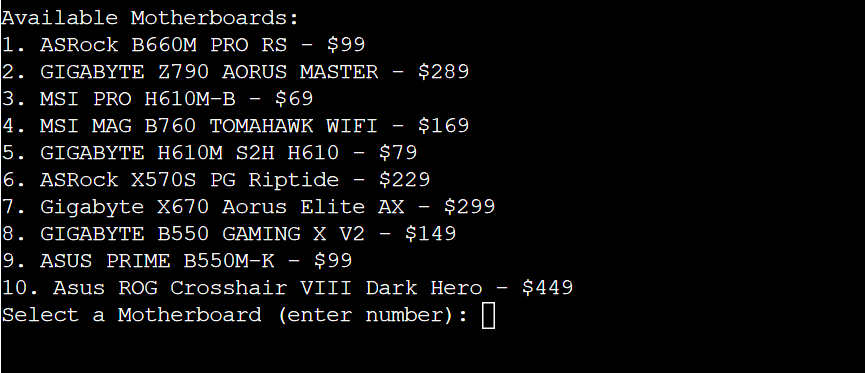 Available Motherboards:
1. ASRock B660M PRO RS - $99
2. GIGABYTE Z790 AORUS MASTER - $289
3. MSI PRO H610M-B - $69
4. MSI MAG B760 TOMAHAWK WIFI - $169
5. GIGABYTE H610M S2H H610 - $79
6. ASRock X570S PG Riptide - $229
7. Gigabyte X670 Aorus Elite AX - $299
8. GIGABYTE B550 GAMING X V2 - $149
9. ASUS PRIME B550M-K - $99
10. Asus ROG Crosshair VIII Dark Hero - $449
Select a Motherboard (enter number):